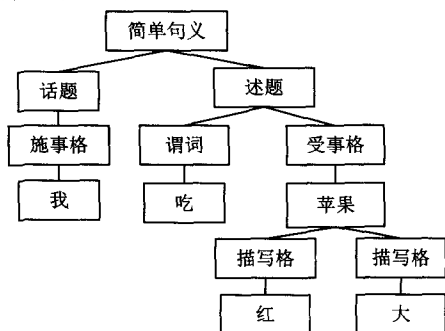 简单句义
话题 述题
施事格 谓词 受事格
我 吃 苹果
描写格 描写格
红 大